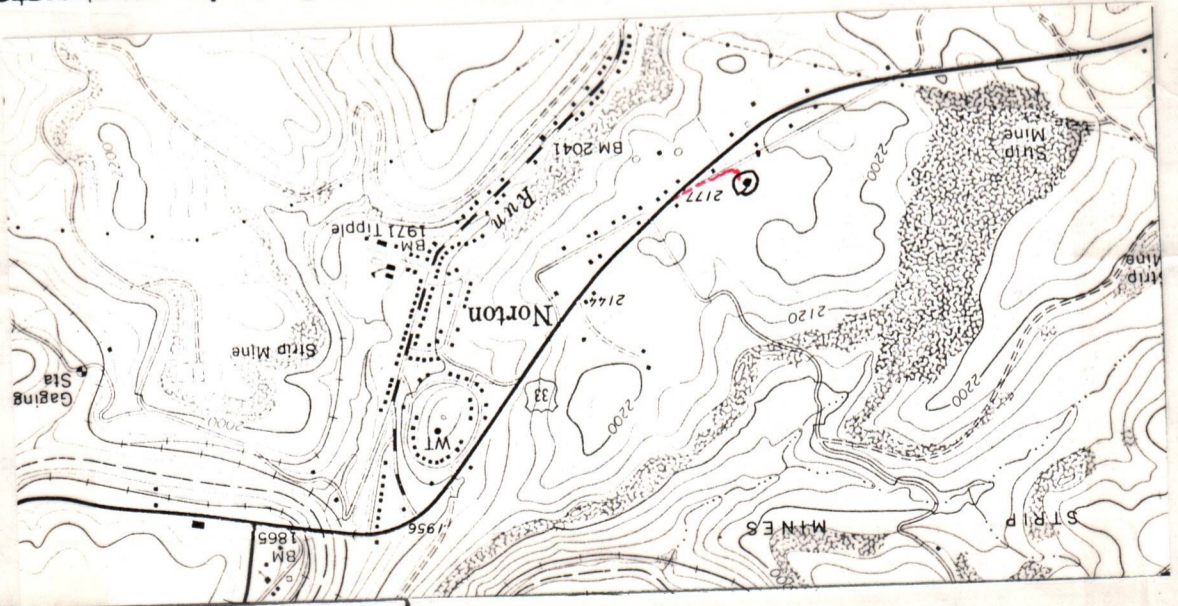 STRIP MINES
BM
1865
1956
WT
33
2200
2200
2000
Gaging
Sta
Strip Mine
2120
2144
Norton
Strip
Mine
BM
1971
Tipple
Run
2177
2200
BM 2041
2000
Strip
Mine